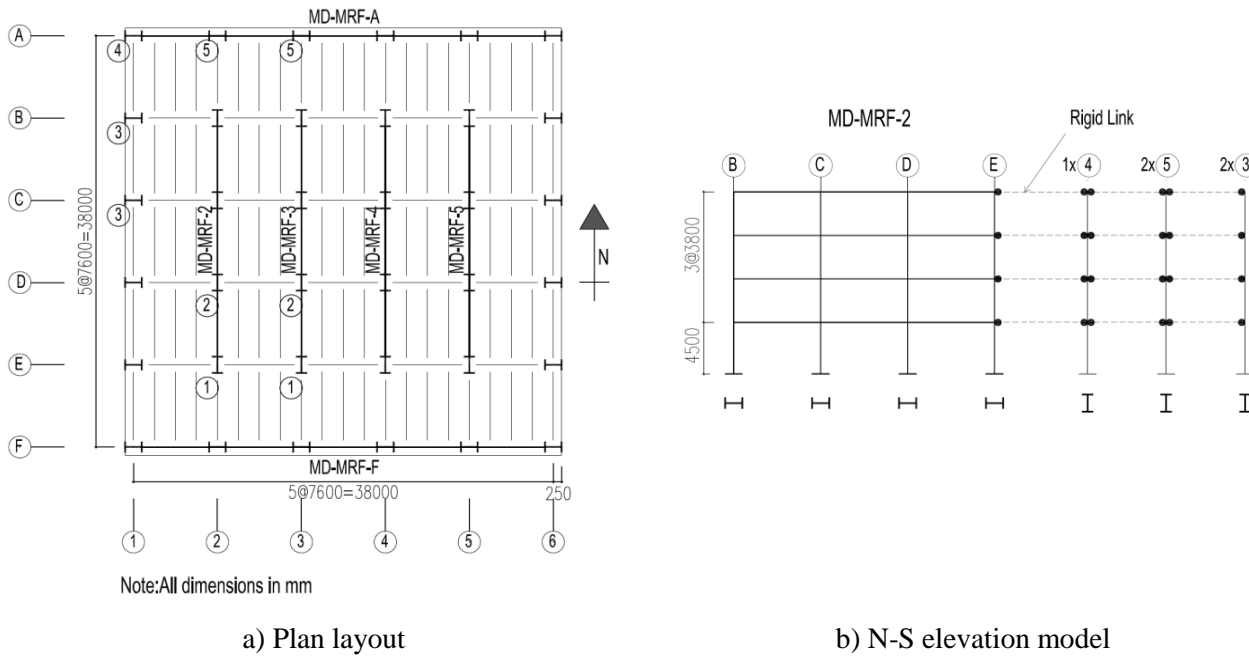 MD-MRF-A
A
4
5
5
B
3
C
3
5@7600=38000
MD-MRF-2
MD-MRF-3
MD-MRF-4
MD-MRF-5
N
D
2
2
E
1
1
F
MD-MRF-F
5@7600=38000
250
1
2
3
4
5
6
Note:All dimensions in mm
a) Plan layout
MD-MRF-2
Rigid Link
B
C
D
E
1x 4
2x 5
2x 3
3@3800
4500
b) N-S elevation model